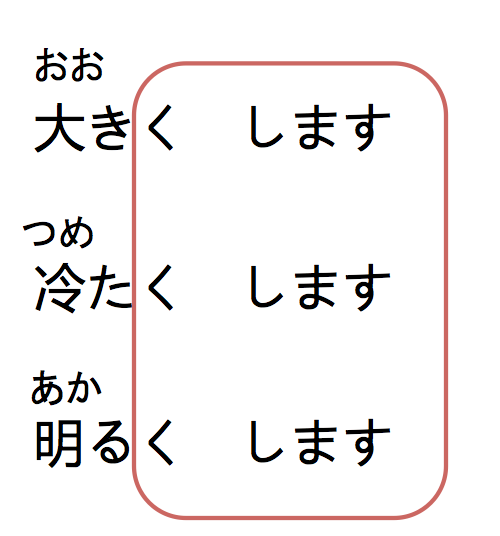 おお
大きく　します
つめ
冷たく　します
あか
明るく　します